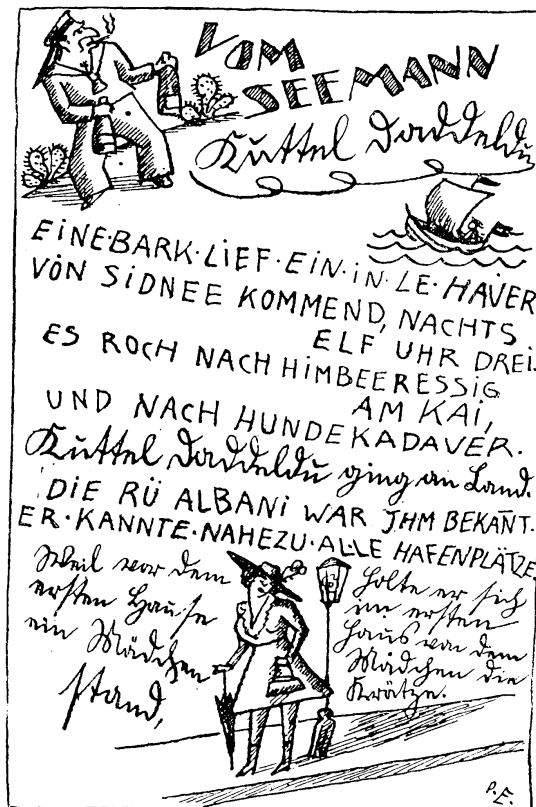 VOM
SEEMANN
Kuttel Daddeldu
EINE·BARK·LIEF·EIN·IN·LE·HAVER
VON SIDNEE KOMMEND, NACHTS
ELF UHR DREI.
ES ROCH NACH HIMBEERESSIG
AM KAI,
UND NACH HUNDEKADAVER.
Kuttel Daddeldu ging an Land.
DIE RÜ ALBANI WAR JHM BEKAN̄T.
ER·KANNTE·NAHEZU·ALLE HAFENPLÄTZE.
Weil vor dem
ersten Hause
ein Mädchen
stand,
Holte er sich
im ersten
Haus von dem
Mädchen die
Krätze.
P.E.